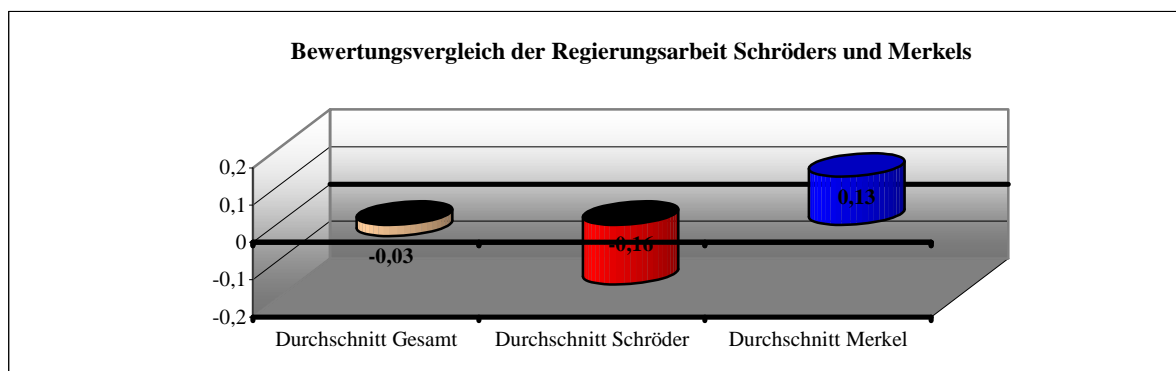 Bewertungsvergleich der Regierungsarbeit Schröders und Merkels
0,2
0,1
0
-0,1
-0,2
-0,03
-0,16
0,13
Durchschnitt Gesamt
Durchschnitt Schröder
Durchschnitt Merkel